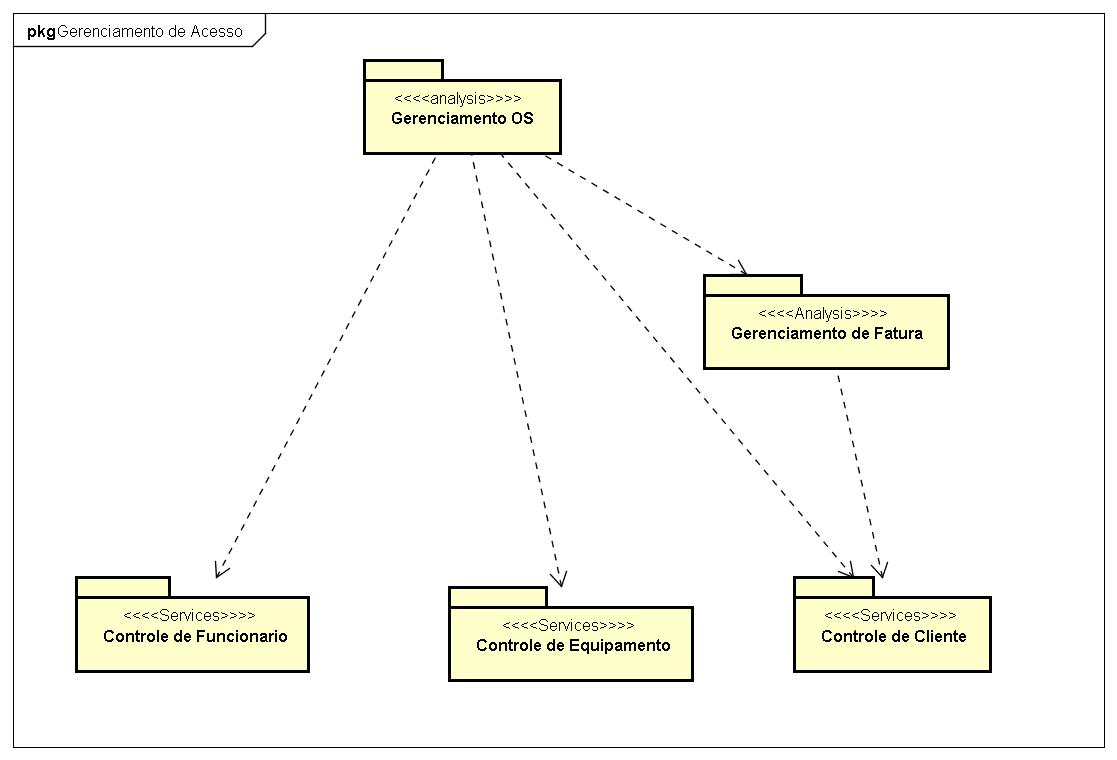 pkgGerenciamento de Acesso
<<<<analysis>>>>
Gerenciamento OS
<<<<Analysis>>>>
Gerenciamento de Fatura
<<<<Services>>>>
Controle de Funcionario
<<<<Services>>>>
Controle de Equipamento
<<<<Services>>>>
Controle de Cliente